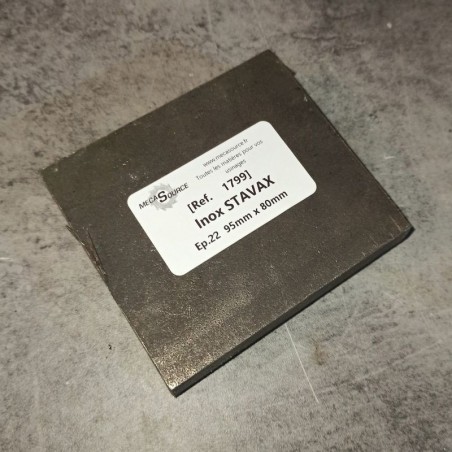 MECASOURCE
www.mecasource.fr
Toutes les matières pour vos
usinages
[Ref. 1799]
Inox STAVAX
Ep.22 95mm x 80mm